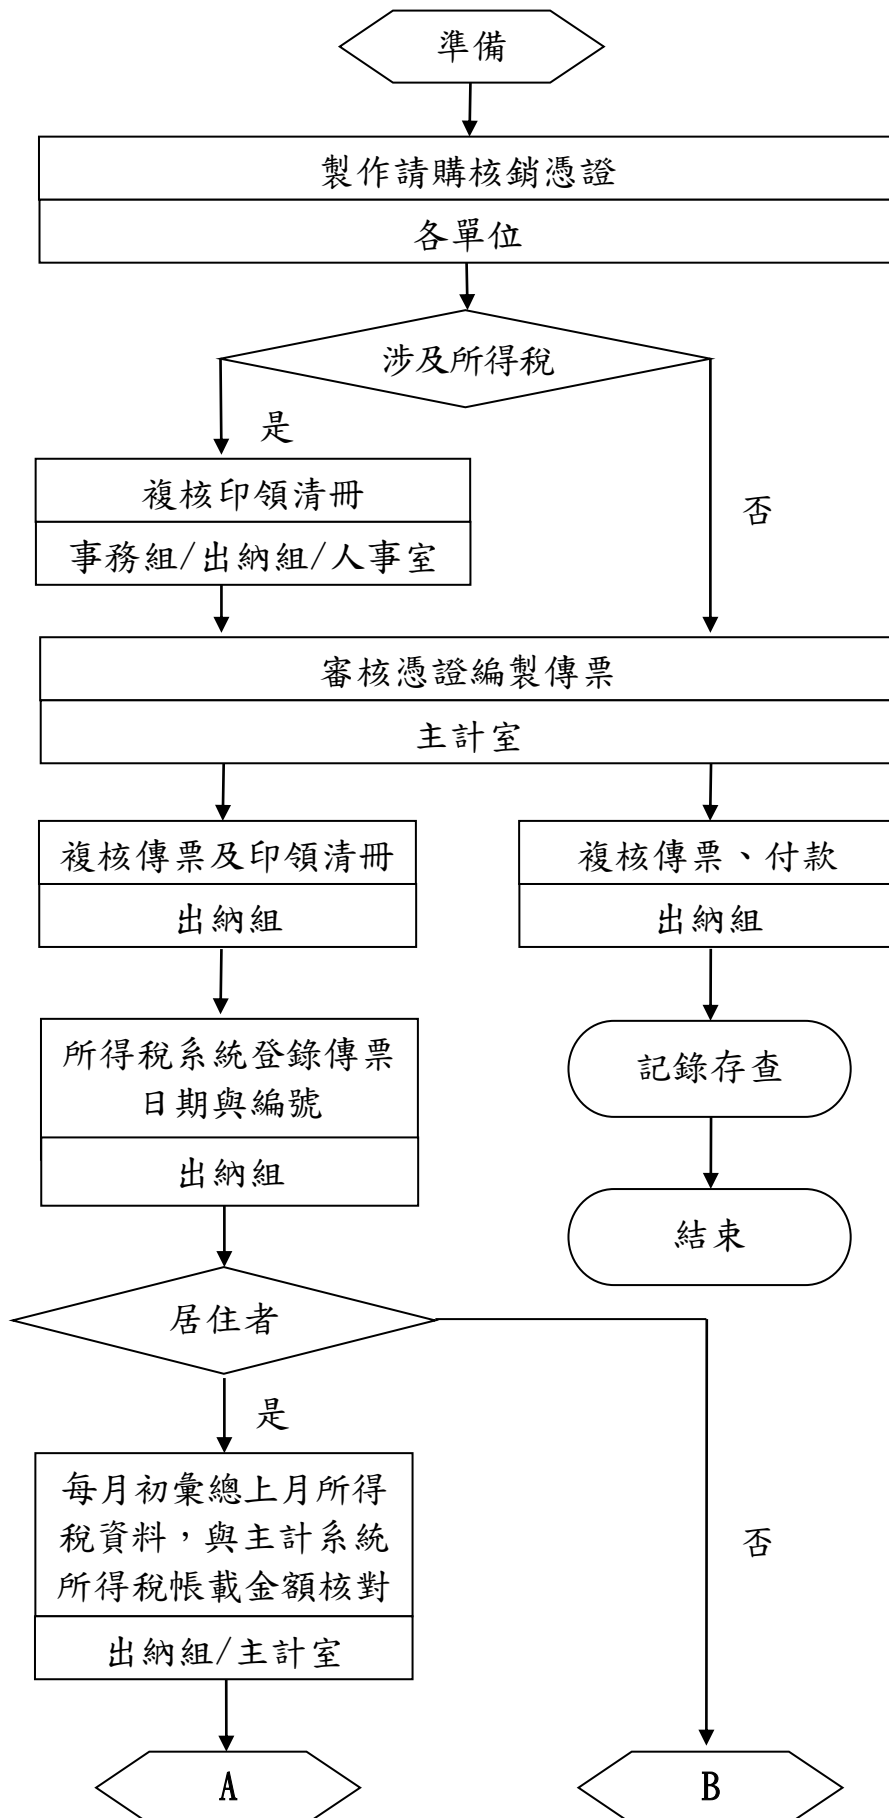 準備
製作請購核銷憑證
各單位
涉及所得稅
是
複核印領清冊
事務組/出納組/人事室
否
審核憑證編製傳票
主計室
複核傳票及印領清冊
出納組
複核傳票、付款
出納組
所得稅系統登錄傳票
日期與編號
出納組
記錄存查
結束
居住者
是
每月初彙總上月所得
稅資料，與主計系統
所得稅帳載金額核對
出納組/主計室
否
A
B